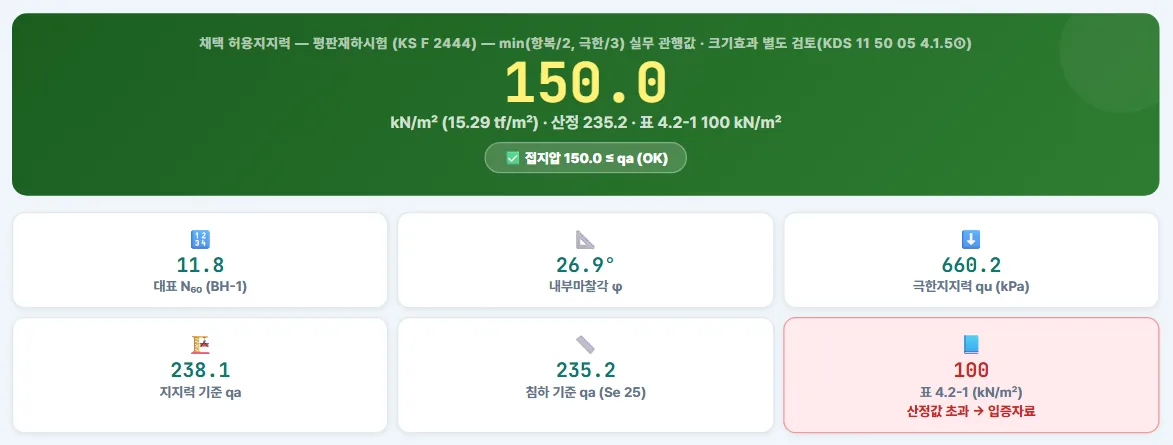 채택 허용지지력 — 평판재하시험 (KS F 2444) — min(항복/2, 극한/3) 실무 관행값 · 크기효과 별도 검토(KDS 11 50 05 4.1.5①)
150.0
kN/m² (15.29 tf/m²) · 산정 235.2 · 표 4.2-1 100 kN/m²
✅ 접지압 150.0 ≤ qa (OK)
🔢
11.8
대표 N₆₀ (BH-1)
📐
26.9°
내부마찰각 φ
⬇️
660.2
극한지지력 qu (kPa)
🏗️
238.1
지지력 기준 qa
📏
235.2
침하 기준 qa (Se 25)
📘
100
표 4.2-1 (kN/m²)
산정값 초과 → 입증자료